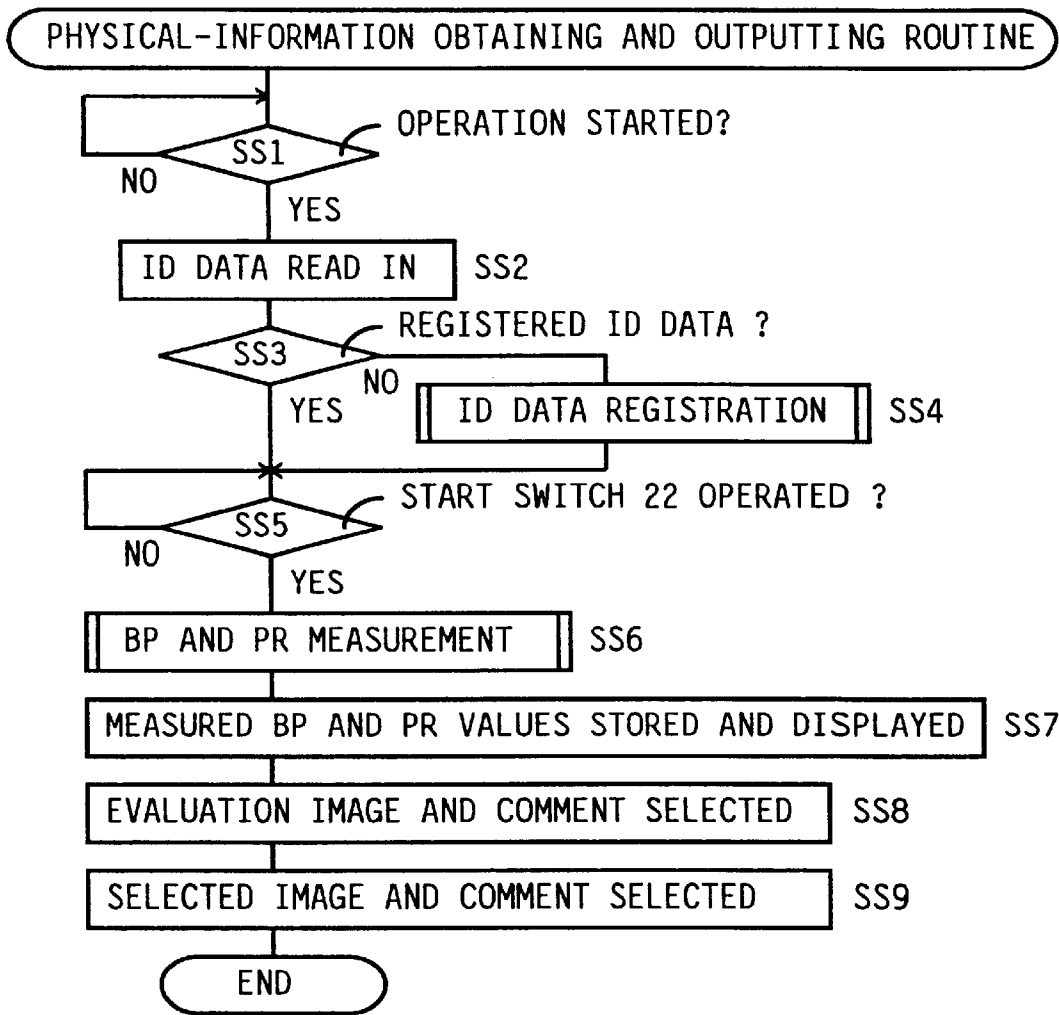 PHYSICAL-INFORMATION OBTAINING AND OUTPUTTING ROUTINE
OPERATION STARTED?
SS1
NO
YES
ID DATA READ IN SS2
REGISTERED ID DATA ?
SS3
NO
YES
ID DATA REGISTRATION SS4
START SWITCH 22 OPERATED ?
SS5
NO
YES
BP AND PR MEASUREMENT SS6
MEASURED BP AND PR VALUES STORED AND DISPLAYED SS7
EVALUATION IMAGE AND COMMENT SELECTED SS8
SELECTED IMAGE AND COMMENT SELECTED SS9
END